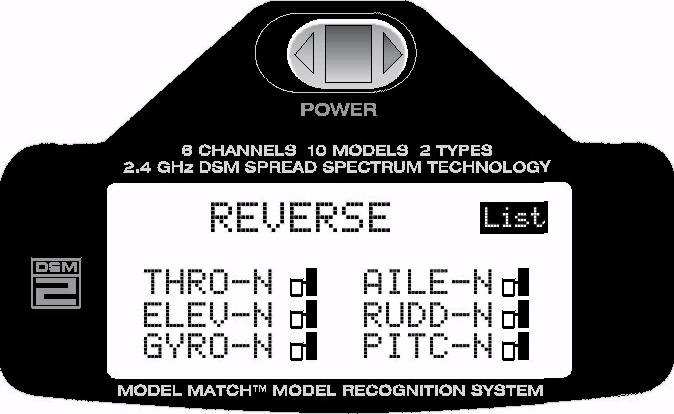 POWER
6 CHANNELS 10 MODELS 2 TYPES
2.4 GHz DSM SPREAD SPECTRUM TECHNOLOGY
REVERSE List
THRO-N AILE-N
ELEV-N RUDD-N
GYRO-N PITC-N
DSM
2
MODEL MATCH™ MODEL RECOGNITION SYSTEM